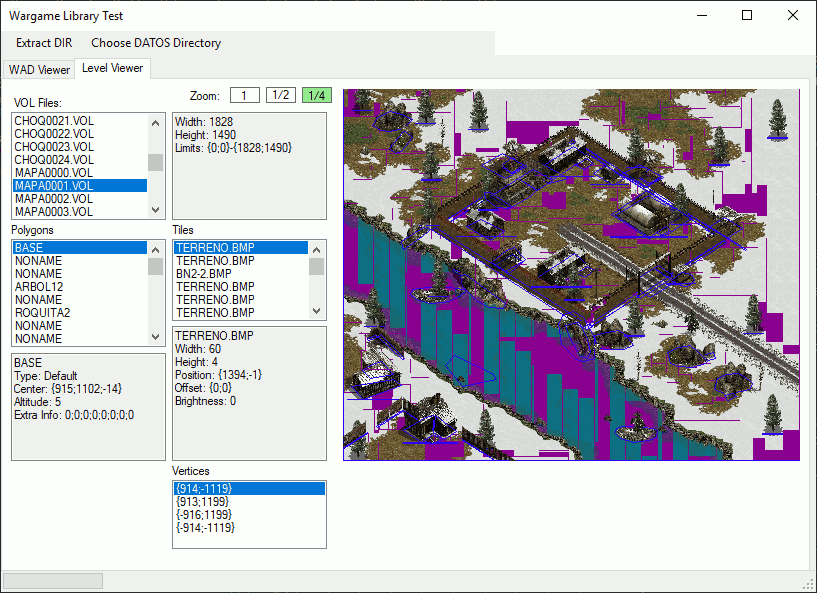 Wargame Library Test
Extract DIR Choose DATOS Directory
WAD Viewer Level Viewer
Zoom: 1 1/2 1/4
VOL Files:
CHOQ0021.VOL
CHOQ0022.VOL
CHOQ0023.VOL
CHOQ0024.VOL
MAPA0000.VOL
MAPA0001.VOL
MAPA0002.VOL
MAPA0003.VOL
Width: 1828
Height: 1490
Limits: {0;0}-{1828;1490}
Polygons
BASE
NONAME
NONAME
ARBOL12
NONAME
ROQUITA2
NONAME
NONAME
Tiles
TERRENO.BMP
TERRENO.BMP
BN2-2.BMP
TERRENO.BMP
TERRENO.BMP
TERRENO.BMP
BASE
Type: Default
Center: {915;1102;-14}
Altitude: 5
Extra Info: 0;0;0;0;0;0;0;0
TERRENO.BMP
Width: 60
Height: 4
Position: {1394;-1}
Offset: {0;0}
Brightness: 0
Vertices
{914;-1119}
{913;1199}
{-916;1199}
{-914;-1119}